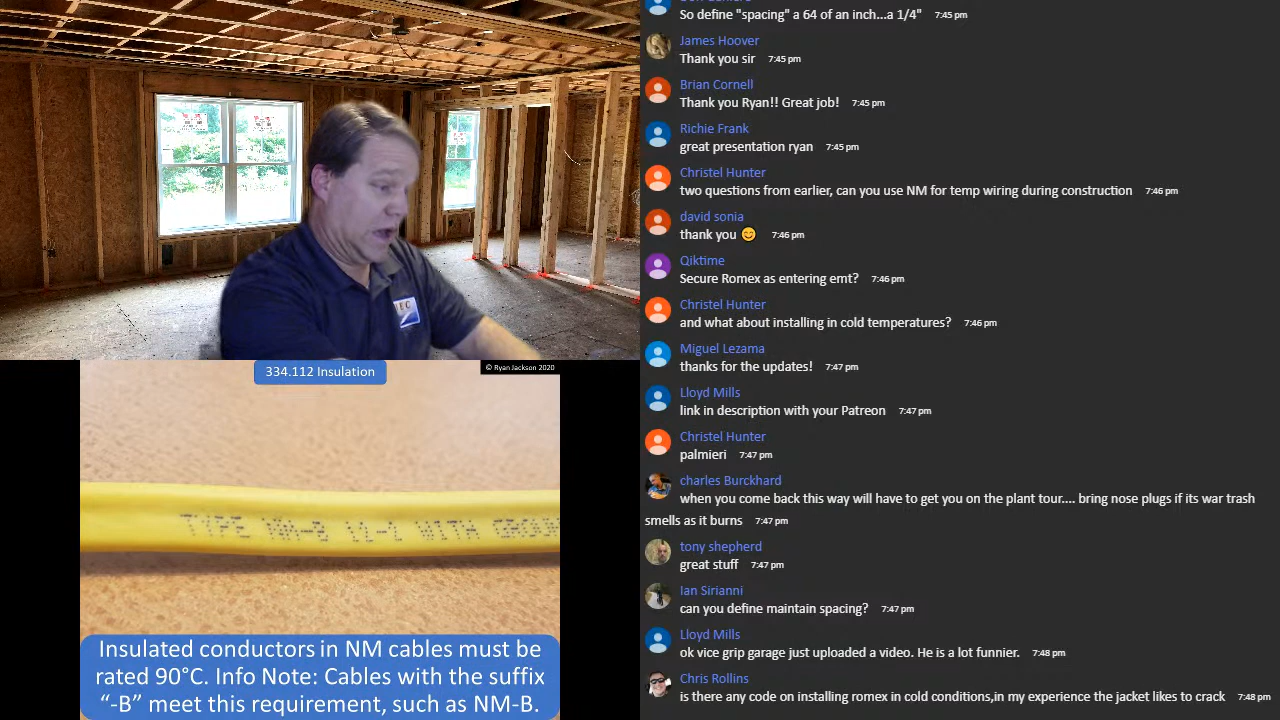 So define "spacing" a 64 of an inch...a 1/4" 7:45 pm
James Hoover
Thank you sir 7:45 pm
Brian Cornell
Thank you Ryan!! Great job! 7:45 pm
Richie Frank
great presentation ryan 7:45 pm
Christel Hunter
two questions from earlier, can you use NM for temp wiring during construction 7:46 pm
david sonia
thank you 😊 7:46 pm
Qiktime
Secure Romex as entering emt? 7:46 pm
Christel Hunter
and what about installing in cold temperatures? 7:46 pm
Miguel Lezama
thanks for the updates! 7:47 pm
Lloyd Mills
link in description with your Patreon 7:47 pm
Christel Hunter
palmieri 7:47 pm
charles Burckhard
when you come back this way will have to get you on the plant tour.... bring nose plugs if its war trash
smells as it burns 7:47 pm
tony shepherd
great stuff 7:47 pm
Ian Sirianni
can you define maintain spacing? 7:47 pm
Lloyd Mills
ok vice grip garage just uploaded a video. He is a lot funnier. 7:48 pm
Chris Rollins
is there any code on installing romex in cold conditions,in my experience the jacket likes to crack 7:48 pm
334.112 Insulation
© Ryan Jackson 2020
TYPE NM-B (UL) WITH
Insulated conductors in NM cables must be
rated 90°C. Info Note: Cables with the suffix
"-B" meet this requirement, such as NM-B.